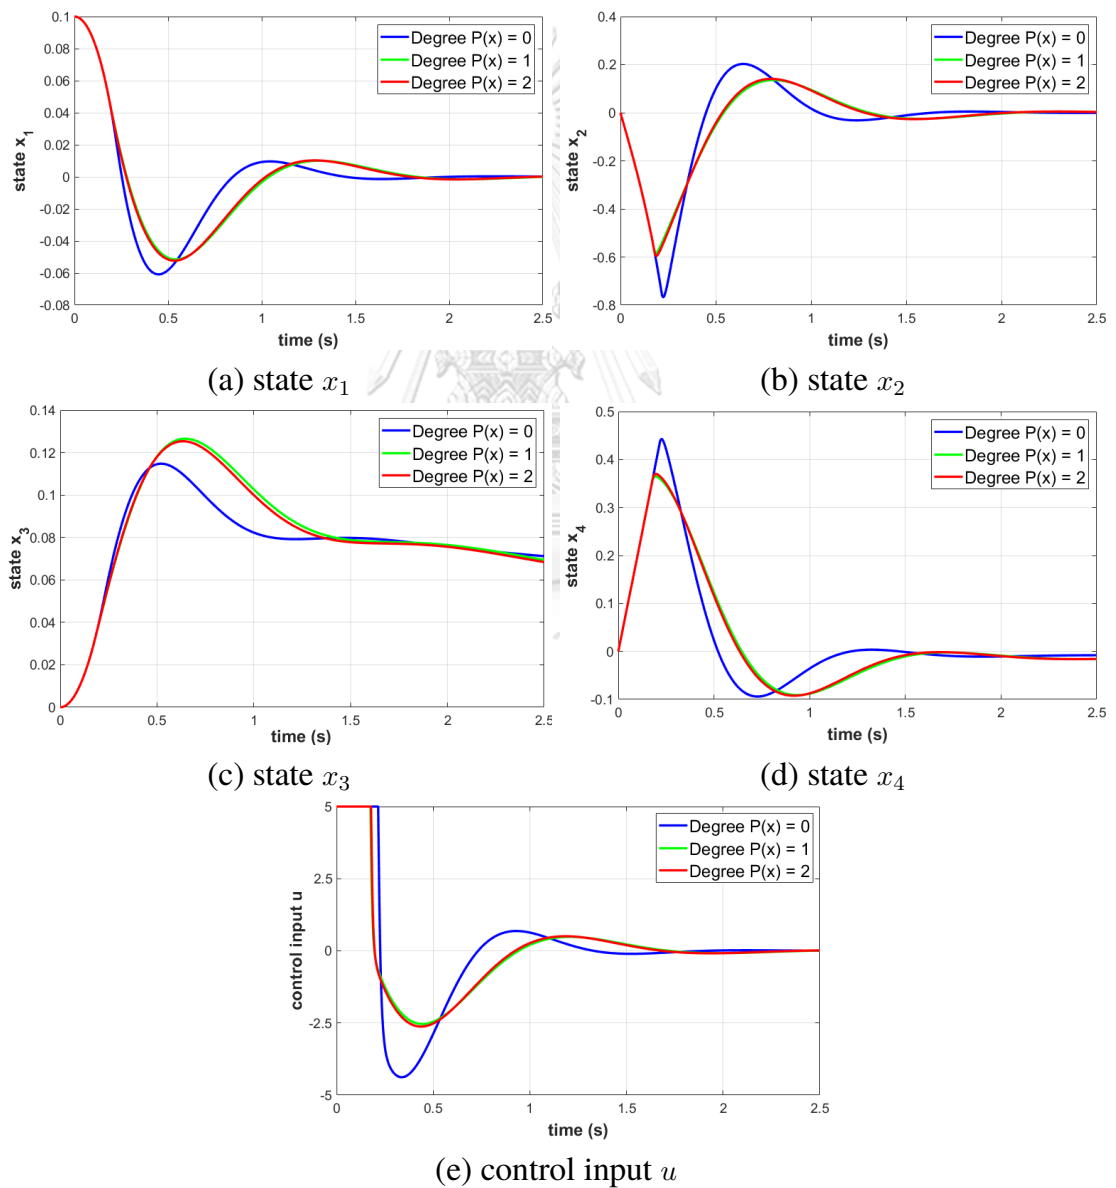 0.1
0.08
0.06
0.04
0.02
0
-0.02
-0.04
-0.06
-0.08
state x1
Degree P(x) = 0
Degree P(x) = 1
Degree P(x) = 2
0 0.5 1 1.5 2 2.5
time (s)
(a) state x1
0.4
0.2
0
-0.2
-0.4
-0.6
-0.8
state x2
Degree P(x) = 0
Degree P(x) = 1
Degree P(x) = 2
0 0.5 1 1.5 2 2.5
time (s)
(b) state x2
0.14
0.12
0.1
0.08
0.06
0.04
0.02
0
state x3
Degree P(x) = 0
Degree P(x) = 1
Degree P(x) = 2
0 0.5 1 1.5 2 2.5
time (s)
(c) state x3
0.5
0.4
0.3
0.2
0.1
0
-0.1
state x4
Degree P(x) = 0
Degree P(x) = 1
Degree P(x) = 2
0 0.5 1 1.5 2 2.5
time (s)
(d) state x4
5
2.5
0
-2.5
-5
control input u
Degree P(x) = 0
Degree P(x) = 1
Degree P(x) = 2
0 0.5 1 1.5 2 2.5
time (s)
(e) control input u